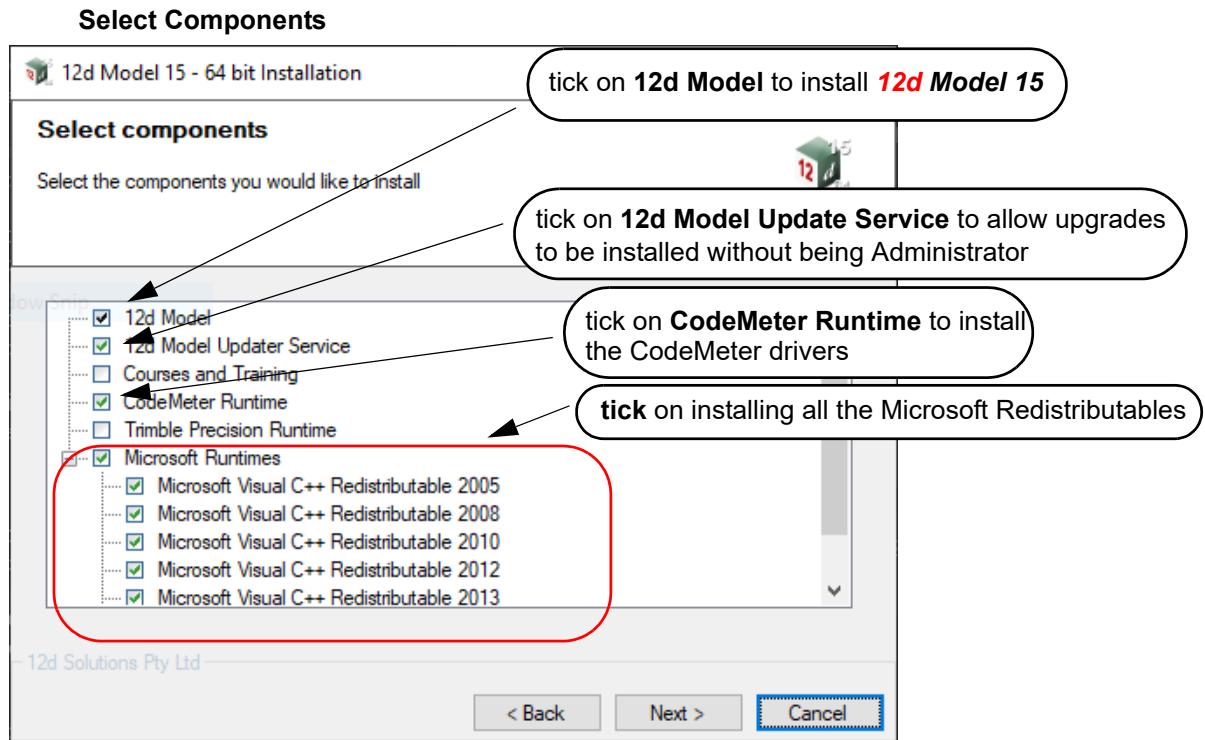 Select Components
12d Model 15 - 64 bit Installation
tick on 12d Model to install 12d Model 15
Select components
Select the components you would like to install
15
12 d
tick on 12d Model Update Service to allow upgrades
to be installed without being Administrator
low Snip
12d Model
12d Model Updater Service
Courses and Training
CodeMeter Runtime
Trimble Precision Runtime
Microsoft Runtimes
Microsoft Visual C++ Redistributable 2005
Microsoft Visual C++ Redistributable 2008
Microsoft Visual C++ Redistributable 2010
Microsoft Visual C++ Redistributable 2012
Microsoft Visual C++ Redistributable 2013
tick on CodeMeter Runtime to install
the CodeMeter drivers
tick on installing all the Microsoft Redistributables
12d Solutions Pty Ltd
< Back
Next >
Cancel